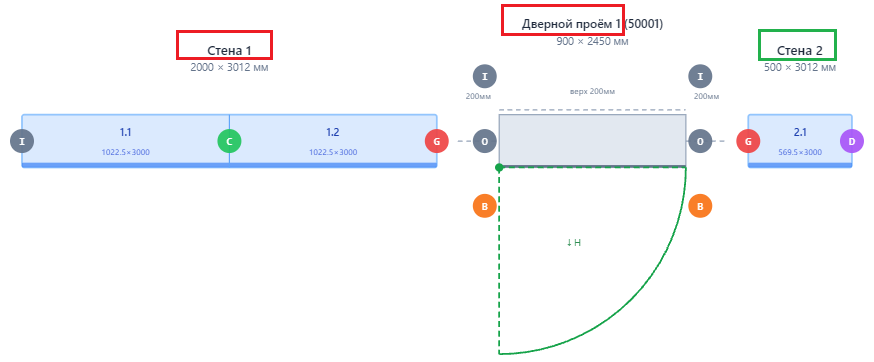 Стена 1
2000 × 3012 мм
1.1
1022.5×3000
1.2
1022.5×3000
I
C
G
Дверной проём 1 (50001)
900 × 2450 мм
I
200мм
верх 200мм
I
200мм
O
O
B
B
↓H
Стена 2
500 × 3012 мм
2.1
569.5×3000
G
D